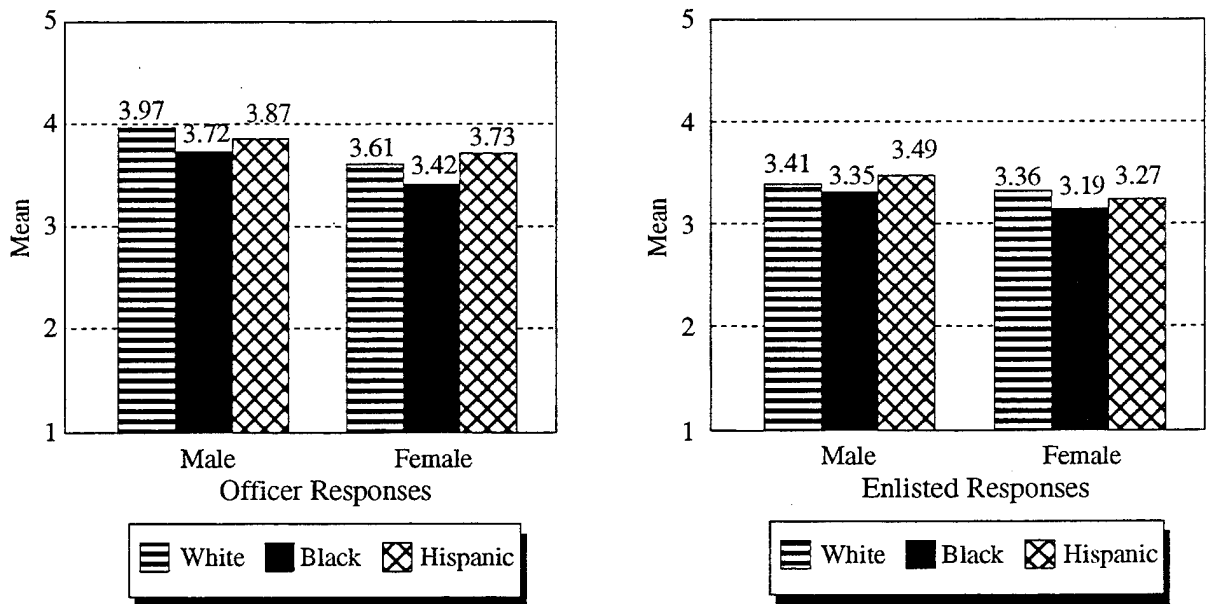 5
4
3
2
1
Mean
3.97
3.72
3.87
3.61
3.42
3.73
Male
Female
Officer Responses
White
Black
Hispanic
5
4
3
2
1
Mean
3.41
3.35
3.49
3.36
3.19
3.27
Male
Female
Enlisted Responses
White
Black
Hispanic